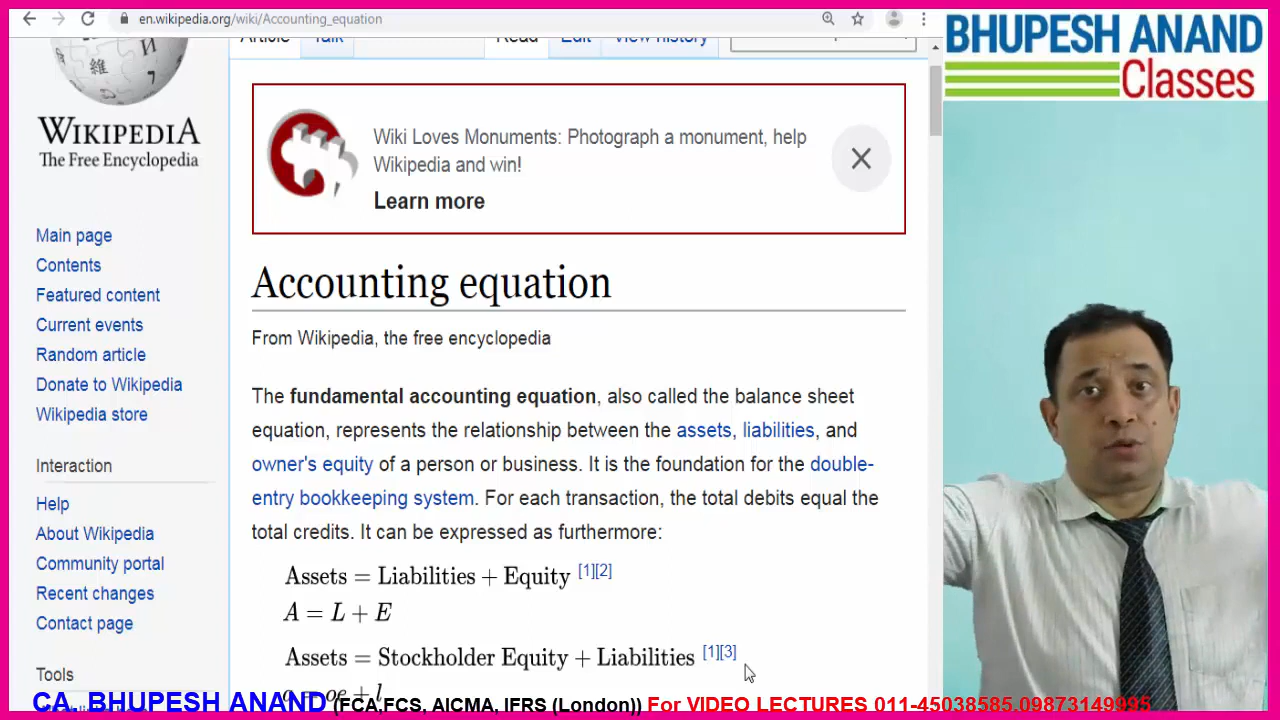 en.wikipedia.org/wiki/Accounting_equation
Article Talk Read Edit View history
WIKIPEDIA
The Free Encyclopedia
Main page
Contents
Featured content
Current events
Random article
Donate to Wikipedia
Wikipedia store
Interaction
Help
About Wikipedia
Community portal
Recent changes
Contact page
Tools
Wiki Loves Monuments: Photograph a monument, help
Wikipedia and win!
Learn more
Accounting equation
From Wikipedia, the free encyclopedia
The fundamental accounting equation, also called the balance sheet
equation, represents the relationship between the assets, liabilities, and
owner's equity of a person or business. It is the foundation for the double-
entry bookkeeping system. For each transaction, the total debits equal the
total credits. It can be expressed as furthermore:
Assets = Liabilities + Equity [1][2]
A = L + E
Assets = Stockholder Equity + Liabilities [1][3]
a = oe + l
BHUPESH ANAND
Classes
CA. BHUPESH ANAND (FCA,FCS, AICMA, IFRS (London)) For VIDEO LECTURES 011-45038585,09873149995